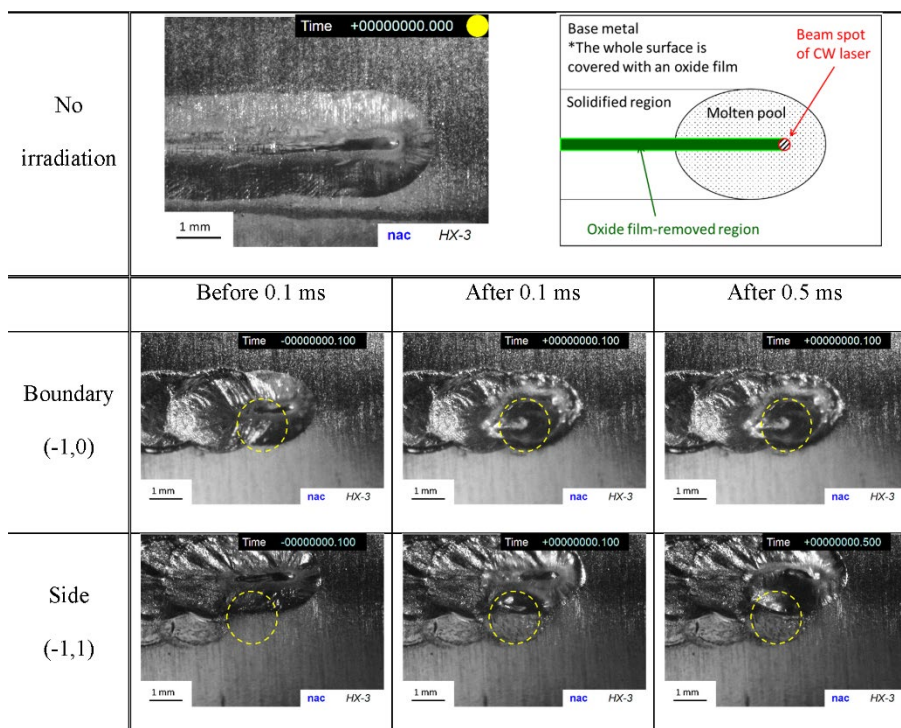 Time +00000000.000
No
irradiation
1 mm
nac HX-3
Base metal
*The whole surface is
covered with an oxide film
Beam spot
of CW laser
Solidified region
Molten pool
Oxide film-removed region
Before 0.1 ms After 0.1 ms After 0.5 ms
Time -00000000.100 Time +00000000.100 Time +00000000.100
Boundary
(-1,0)
1 mm nac HX-3 1 mm nac HX-3 1 mm nac HX-3
Time -00000000.100 Time +00000000.100 Time +00000000.500
Side
(-1,1)
1 mm nac HX-3 1 mm nac HX-3 1 mm nac HX-3